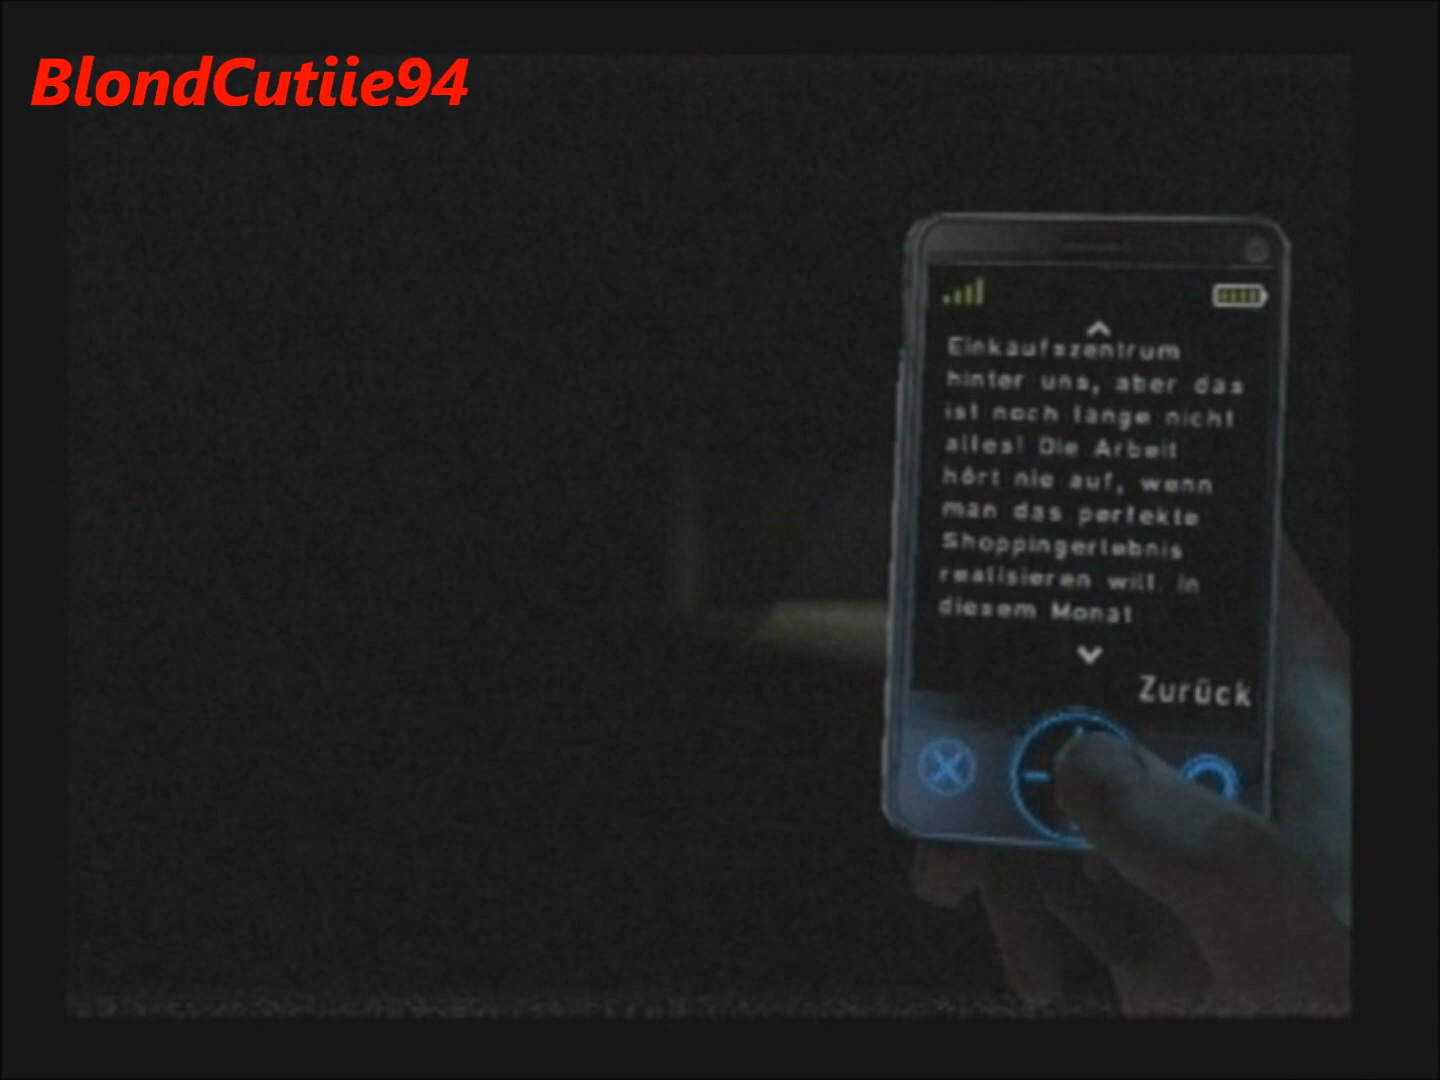 BlondCutiie94
Einkaufszentrum
hinter uns, aber das
ist noch lange nicht
alles! Die Arbeit
hört nie auf, wenn
man das perfekte
Shoppingerlebnis
realisieren will. In
diesem Monat
Zurück